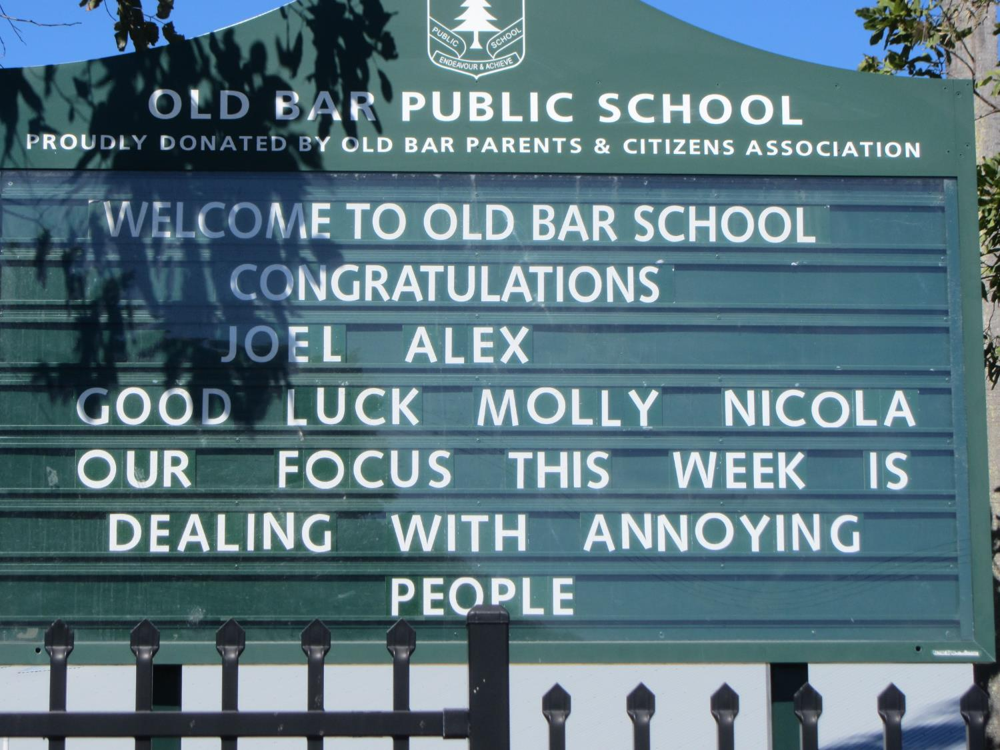 PUBLIC SCHOOL
ENDEAVOUR & ACHIEVE
OLD BAR PUBLIC SCHOOL
PROUDLY DONATED BY OLD BAR PARENTS & CITIZENS ASSOCIATION
WELCOME TO OLD BAR SCHOOL
CONGRATULATIONS
JOEL ALEX
GOOD LUCK MOLLY NICOLA
OUR FOCUS THIS WEEK IS
DEALING WITH ANNOYING
PEOPLE